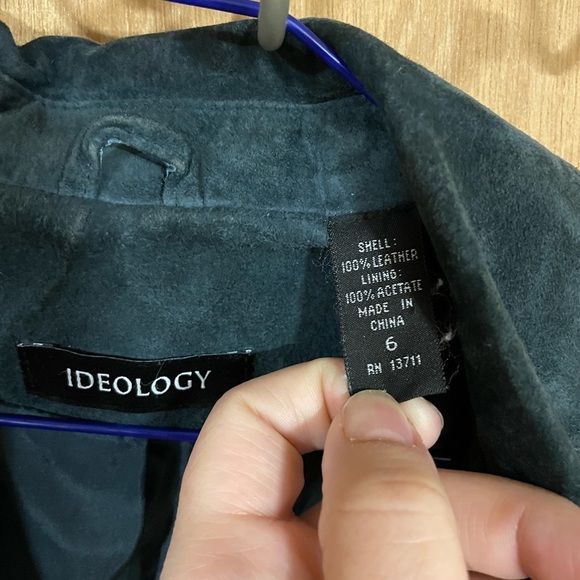 IDEOLOGY
SHELL:
100% LEATHER
LINING:
100% ACETATE
MADE IN
CHINA
6
RN 13711